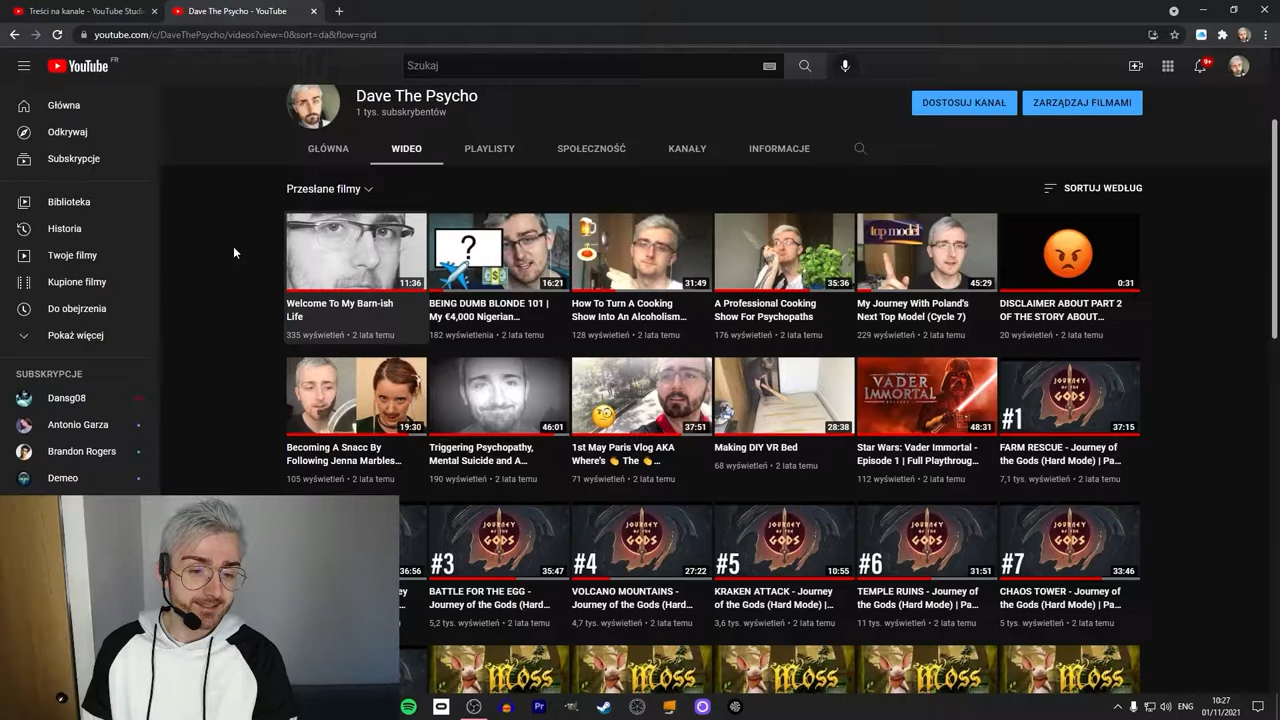 Treści na kanale - YouTube Studi
Dave The Psycho - YouTube
youtube.com/c/DaveThePsycho/videos?view=0&sort=da&flow=grid
YouTube FR
Szukaj
9+
Główna
Odkrywaj
Subskrypcje
Biblioteka
Historia
Twoje filmy
Kupione filmy
Do obejrzenia
Pokaż więcej
SUBSKRYPCJE
Dansg08
Antonio Garza
Brandon Rogers
Demeo
Dave The Psycho
1 tys. subskrybentów
DOSTOSUJ KANAŁ
ZARZĄDZAJ FILMAMI
GŁÓWNA
WIDEO
PLAYLISTY
SPOŁECZNOŚĆ
KANAŁY
INFORMACJE
Przesłane filmy
SORTUJ WEDŁUG
11:36
Welcome To My Barn-ish
Life
335 wyświetleń • 2 lata temu
?
16:21
BEING DUMB BLONDE 101 |
My €4,000 Nigerian...
182 wyświetlenia • 2 lata temu
31:49
How To Turn A Cooking
Show Into An Alcoholism...
128 wyświetleń • 2 lata temu
35:36
A Professional Cooking
Show For Psychopaths
176 wyświetleń • 2 lata temu
top model
45:29
My Journey With Poland's
Next Top Model (Cycle 7)
229 wyświetleń • 2 lata temu
0:31
DISCLAIMER ABOUT PART 2
OF THE STORY ABOUT...
20 wyświetleń • 2 lata temu
19:30
Becoming A Snacc By
Following Jenna Marbles...
105 wyświetleń • 2 lata temu
46:01
Triggering Psychopathy,
Mental Suicide and A...
190 wyświetleń • 2 lata temu
37:51
1st May Paris Vlog AKA
Where's 👏 The 👏...
71 wyświetleń • 2 lata temu
28:38
Making DIY VR Bed
68 wyświetleń • 2 lata temu
VADER
IMMORTAL
48:31
Star Wars: Vader Immortal -
Episode 1 | Full Playthroug...
112 wyświetleń • 2 lata temu
JOURNEY
OF THE
GODS
#1
37:15
FARM RESCUE - Journey of
the Gods (Hard Mode) | Pa...
7,1 tys. wyświetleń • 2 lata temu
36:56
JOURNEY
OF THE
GODS
#3
35:47
BATTLE FOR THE EGG -
Journey of the Gods (Hard...
5,2 tys. wyświetleń • 2 lata temu
JOURNEY
OF THE
GODS
#4
27:22
VOLCANO MOUNTAINS -
Journey of the Gods (Hard...
4,7 tys. wyświetleń • 2 lata temu
JOURNEY
OF THE
GODS
#5
10:55
KRAKEN ATTACK - Journey
of the Gods (Hard Mode) |...
3,6 tys. wyświetleń • 2 lata temu
JOURNEY
OF THE
GODS
#6
31:51
TEMPLE RUINS - Journey of
the Gods (Hard Mode) | Pa...
11 tys. wyświetleń • 2 lata temu
JOURNEY
OF THE
GODS
#7
33:46
CHAOS TOWER - Journey of
the Gods (Hard Mode) | Pa...
5 tys. wyświetleń • 2 lata temu
MOSS
MOSS
MOSS
MOSS
MOSS
Pr
ENG
10:27
01/11/2021